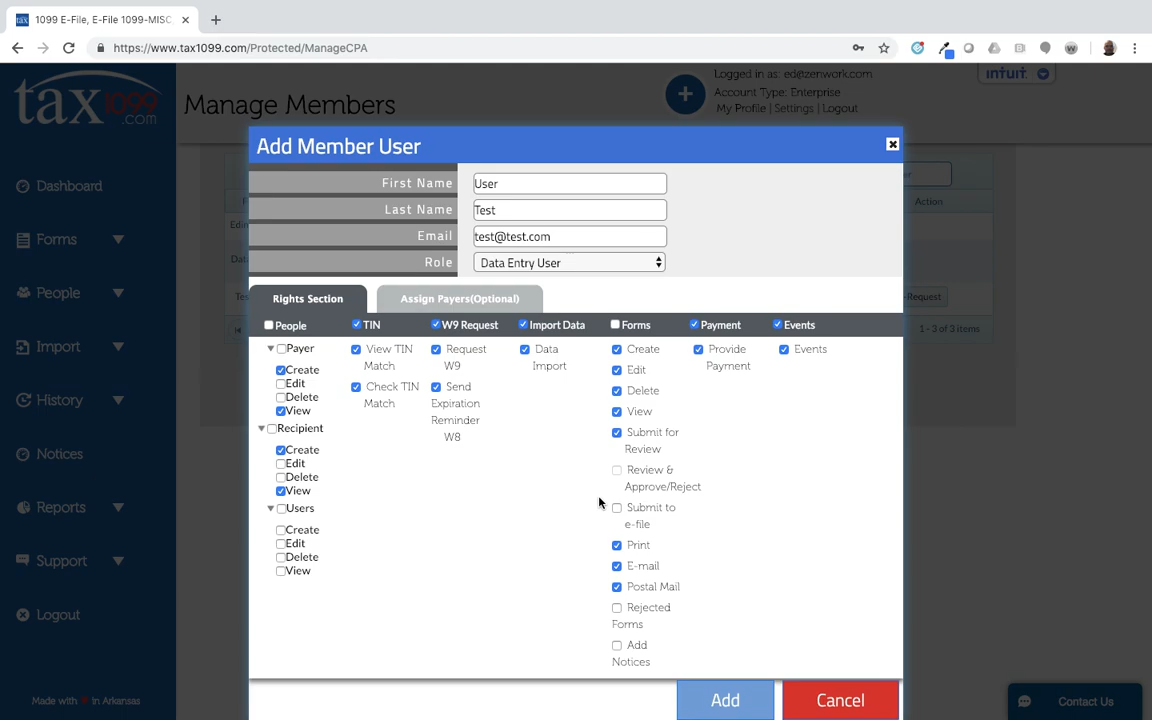 1099 E-File, E-File 1099-MISC
https://www.tax1099.com/Protected/ManageCPA
tax1099.com
Manage Members
Logged in as: ed@zenwork.com
Account Type: Enterprise
My Profile | Settings | Logout
intuit
Dashboard
Forms
People
Import
History
Notices
Reports
Support
Logout
Made with in Arkansas
Action
-Request
1 - 3 of 3 items
Add Member User
First Name User
Last Name Test
Email test@test.com
Role Data Entry User
Rights Section Assign Payers(Optional)
People TIN W9 Request Import Data Forms Payment Events
Payer
Create
Edit
Delete
View
Recipient
Create
Edit
Delete
View
Users
Create
Edit
Delete
View
View TIN
Match
Check TIN
Match
Request
W9
Send
Expiration
Reminder
W8
Data
Import
Create
Edit
Delete
View
Submit for
Review
Review &
Approve/Reject
Submit to
e-file
Print
E-mail
Postal Mail
Rejected
Forms
Add
Notices
Provide
Payment
Events
Add Cancel
Contact Us